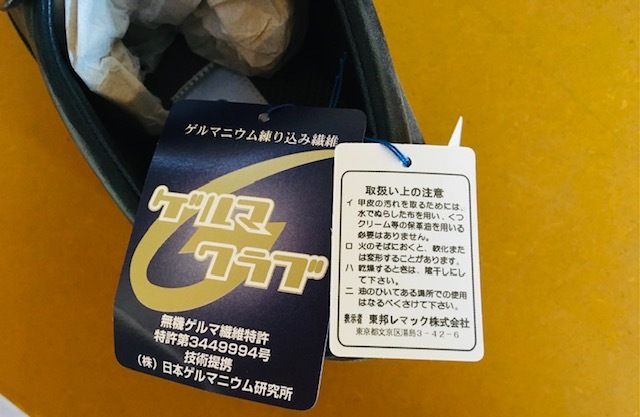 ゲルマニウム練り込み繊維
ゲルマ
クラブ
無機ゲルマ繊維特許
特許第3449994号
技術提携
(株)日本ゲルマニウム研究所
取扱い上の注意
イ 甲皮の汚れを取るためには、
水でぬらした布を用い、くつ
クリーム等の保革油を用いる
必要はありません。
ロ 火のそばにおくと、軟化また
は変形することがあります。
ハ 乾燥するときは、陰干しにし
て下さい。
ニ 油のひいてある場所での使用
はなるべくさけて下さい。
表示者 東邦レマック株式会社
東京都文京区湯島3-42-6